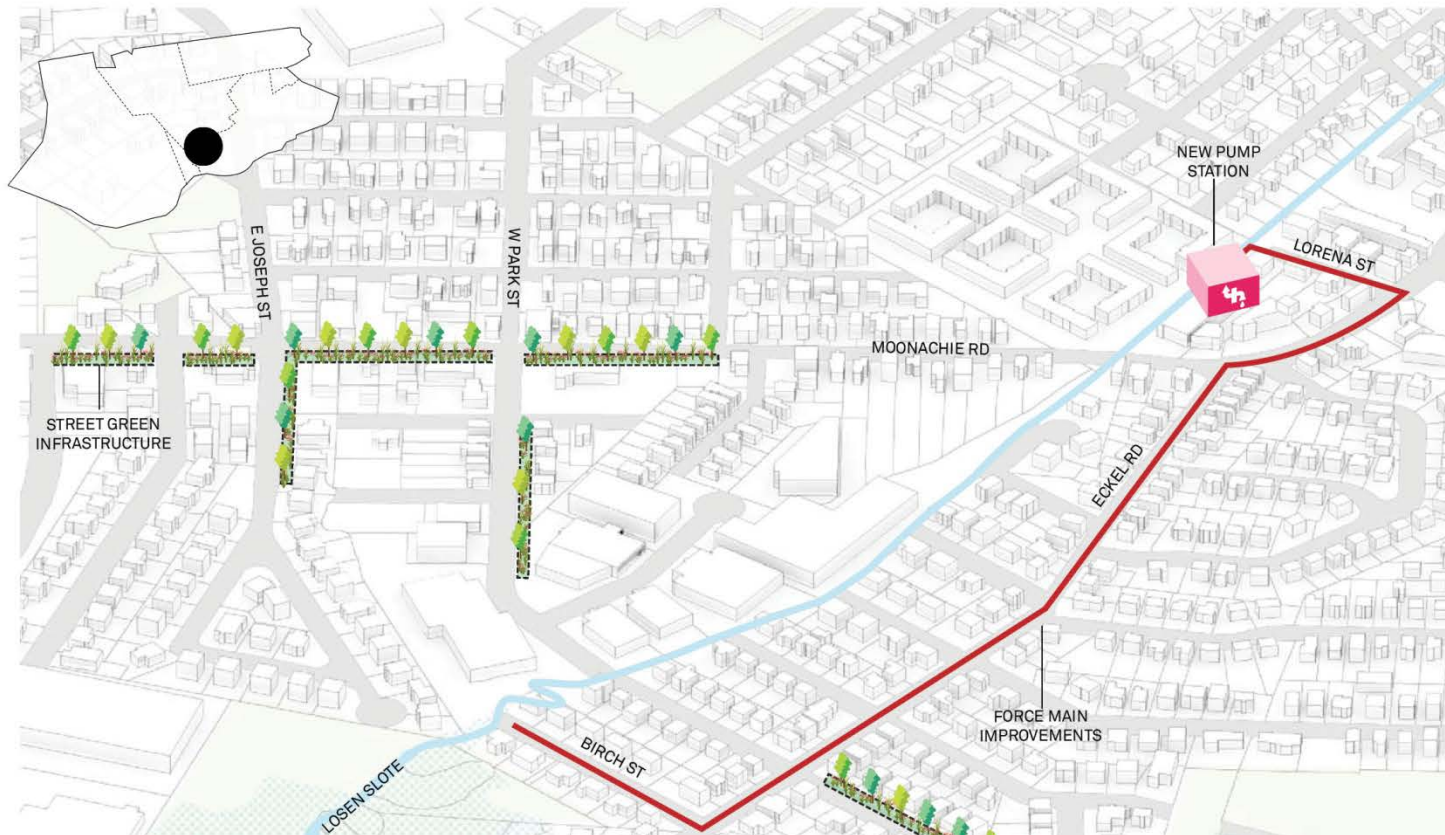 NEW PUMP
STATION
E JOSEPH ST
W PARK ST
LORENA ST
MOONACHIE RD
STREET GREEN
INFRASTRUCTURE
ECKEL RD
FORCE MAIN
IMPROVEMENTS
BIRCH ST
LOSEN SLOTE